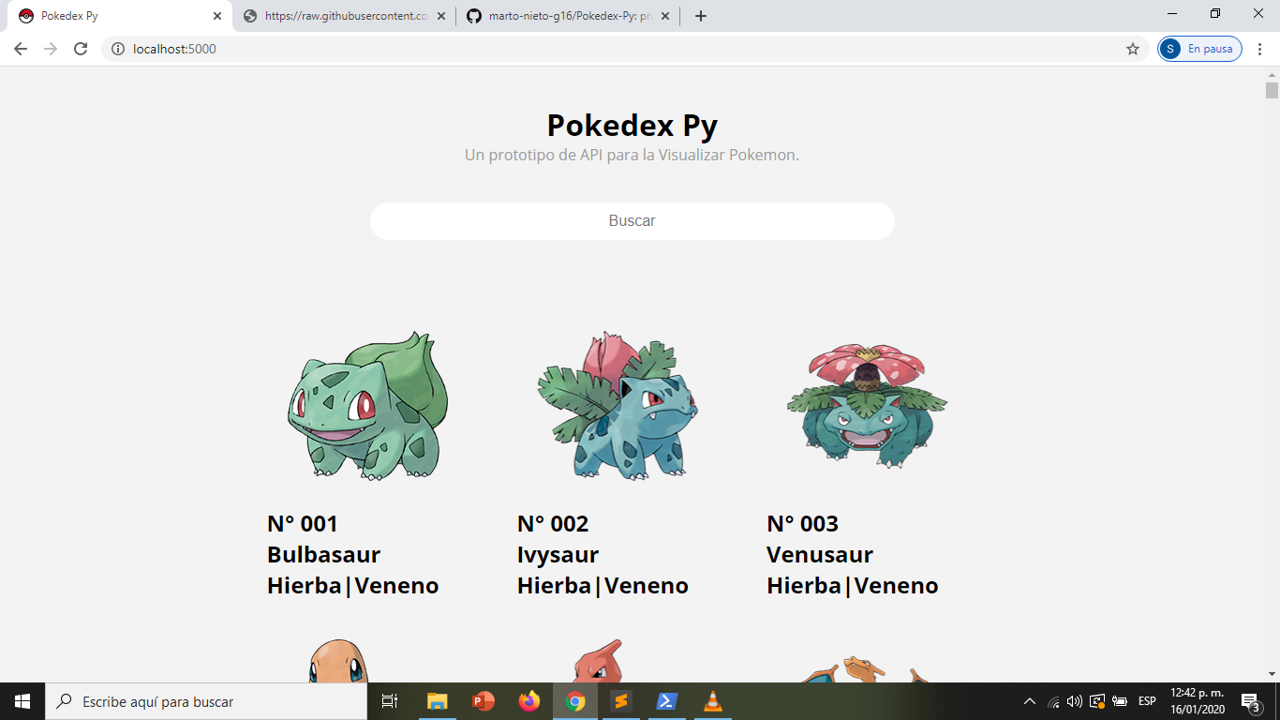 Pokedex Py
https://raw.githubusercontent.co
marto-nieto-g16/Pokedex-Py: pr
localhost:5000
S En pausa
Pokedex Py
Un prototipo de API para la Visualizar Pokemon.
Buscar
N° 001
Bulbasaur
Hierba|Veneno
N° 002
Ivysaur
Hierba|Veneno
N° 003
Venusaur
Hierba|Veneno
Escribe aquí para buscar
ESP
12:42 p. m.
16/01/2020
3